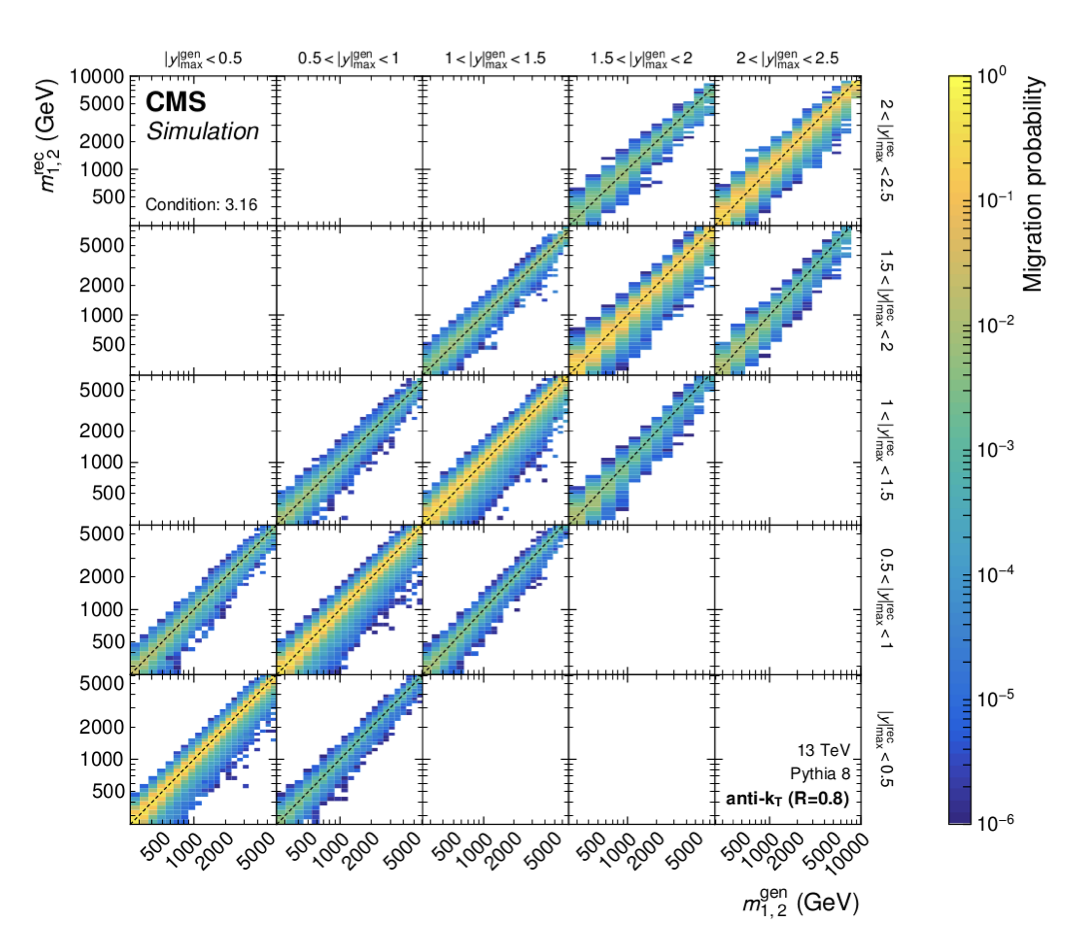 |y|^gen_max < 0.5 0.5 < |y|^gen_max < 1 1 < |y|^gen_max < 1.5 1.5 < |y|^gen_max < 2 2 < |y|^gen_max < 2.5
m^rec_1,2 (GeV)
CMS
Simulation
Condition: 3.16
10000
5000
2000
1000
500
5000
2000
1000
500
5000
2000
1000
500
5000
2000
1000
500
5000
2000
1000
500
2 < |y|^rec_max < 2.5
1.5 < |y|^rec_max < 2
1 < |y|^rec_max < 1.5
0.5 < |y|^rec_max < 1
|y|^rec_max < 0.5
13 TeV
Pythia 8
anti-k_T (R=0.8)
500 1000 2000 5000 500 1000 2000 5000 500 1000 2000 5000 500 1000 2000 5000 500 1000 2000 5000 10000
m^gen_1,2 (GeV)
10^0
10^−1
10^−2
10^−3
10^−4
10^−5
10^−6
Migration probability